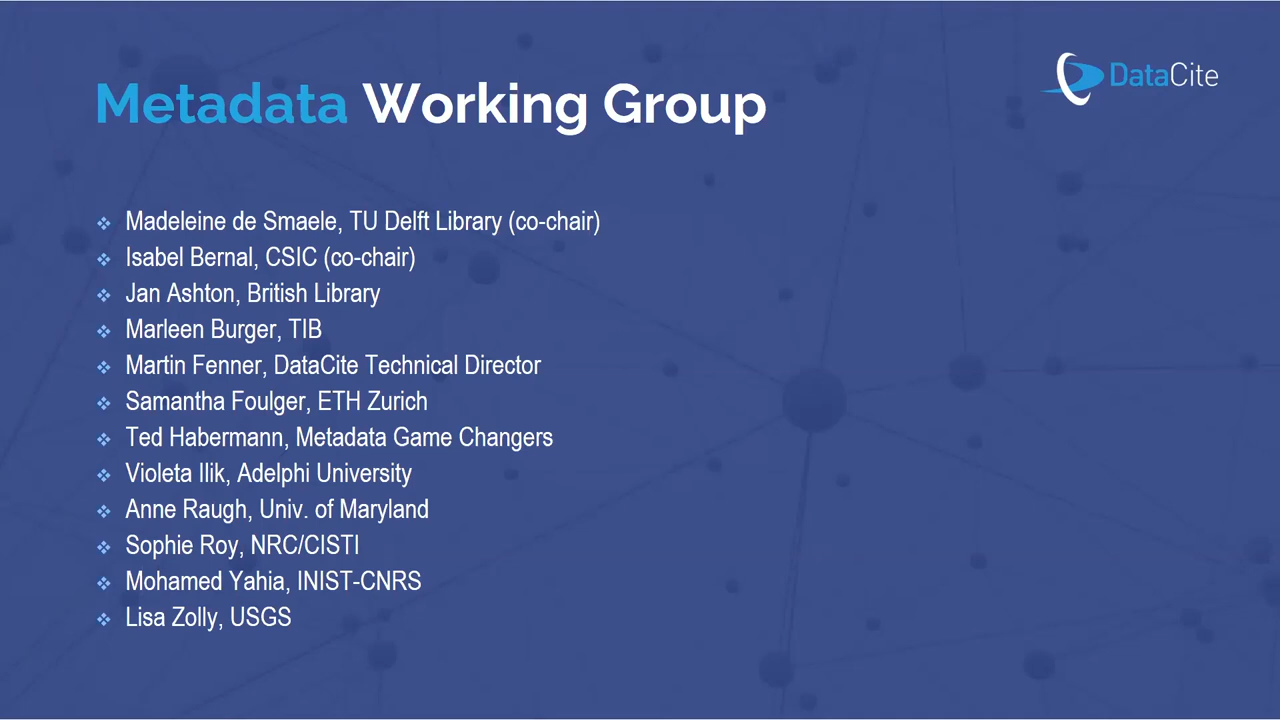 Metadata Working Group
DataCite
Madeleine de Smaele, TU Delft Library (co-chair)
Isabel Bernal, CSIC (co-chair)
Jan Ashton, British Library
Marleen Burger, TIB
Martin Fenner, DataCite Technical Director
Samantha Foulger, ETH Zurich
Ted Habermann, Metadata Game Changers
Violeta Ilik, Adelphi University
Anne Raugh, Univ. of Maryland
Sophie Roy, NRC/CISTI
Mohamed Yahia, INIST-CNRS
Lisa Zolly, USGS